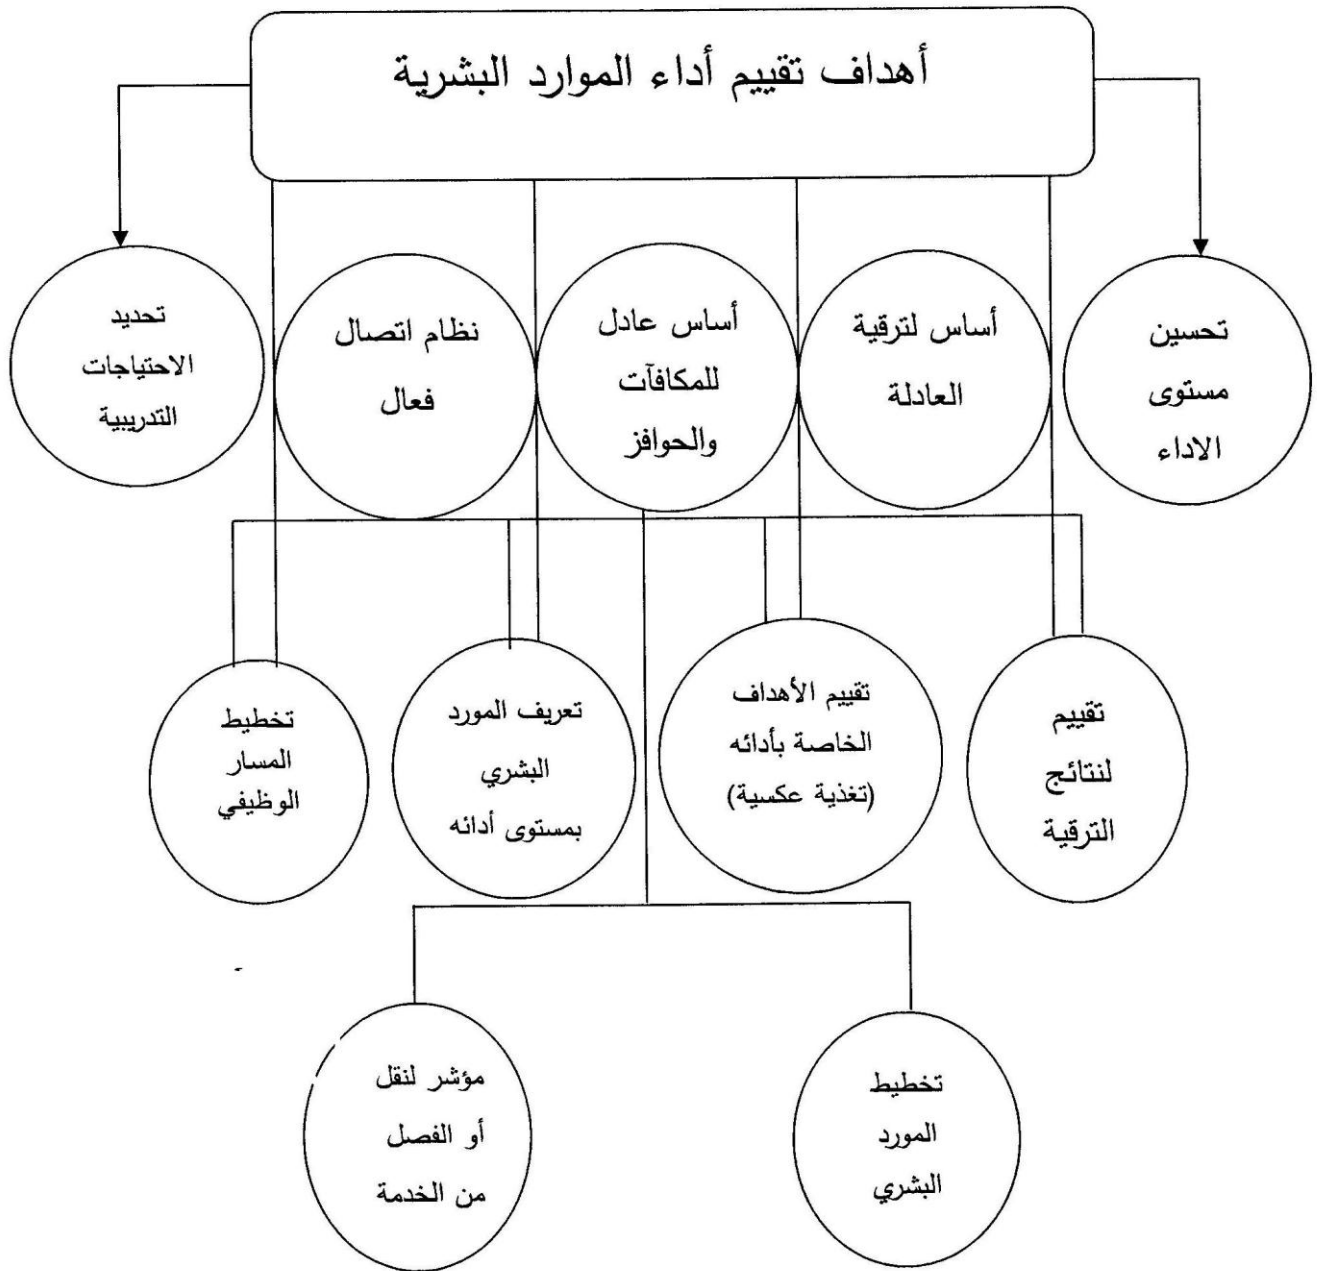 أهداف تقييم أداء الموارد البشرية
تحسين
مستوى
الاداء
أساس لترقية
العادلة
أساس عادل
للمكافآت
والحوافز
نظام اتصال
فعال
تحديد
الاحتياجات
التدريبية
تقييم
لنتائج
الترقية
تقييم الأهداف
الخاصة بأدائه
(تغذية عكسية)
تعريف المورد
البشري
بمستوى أدائه
تخطيط
المسار
الوظيفي
تخطيط
المورد
البشري
مؤشر لنقل
أو الفصل
من الخدمة